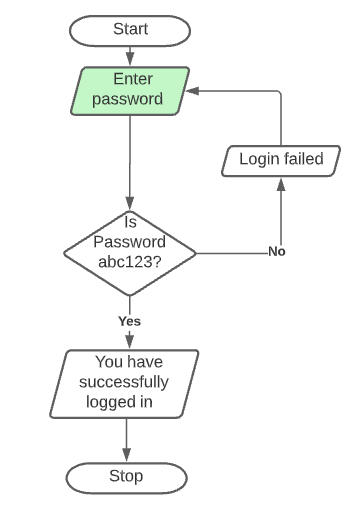 Start
Enter
password
Login failed
Is
Password
abc123?
No
Yes
You have
successfully
logged in
Stop